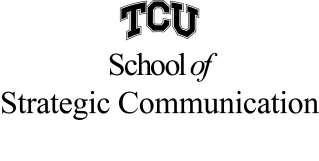 TCU
School of
Strategic Communication